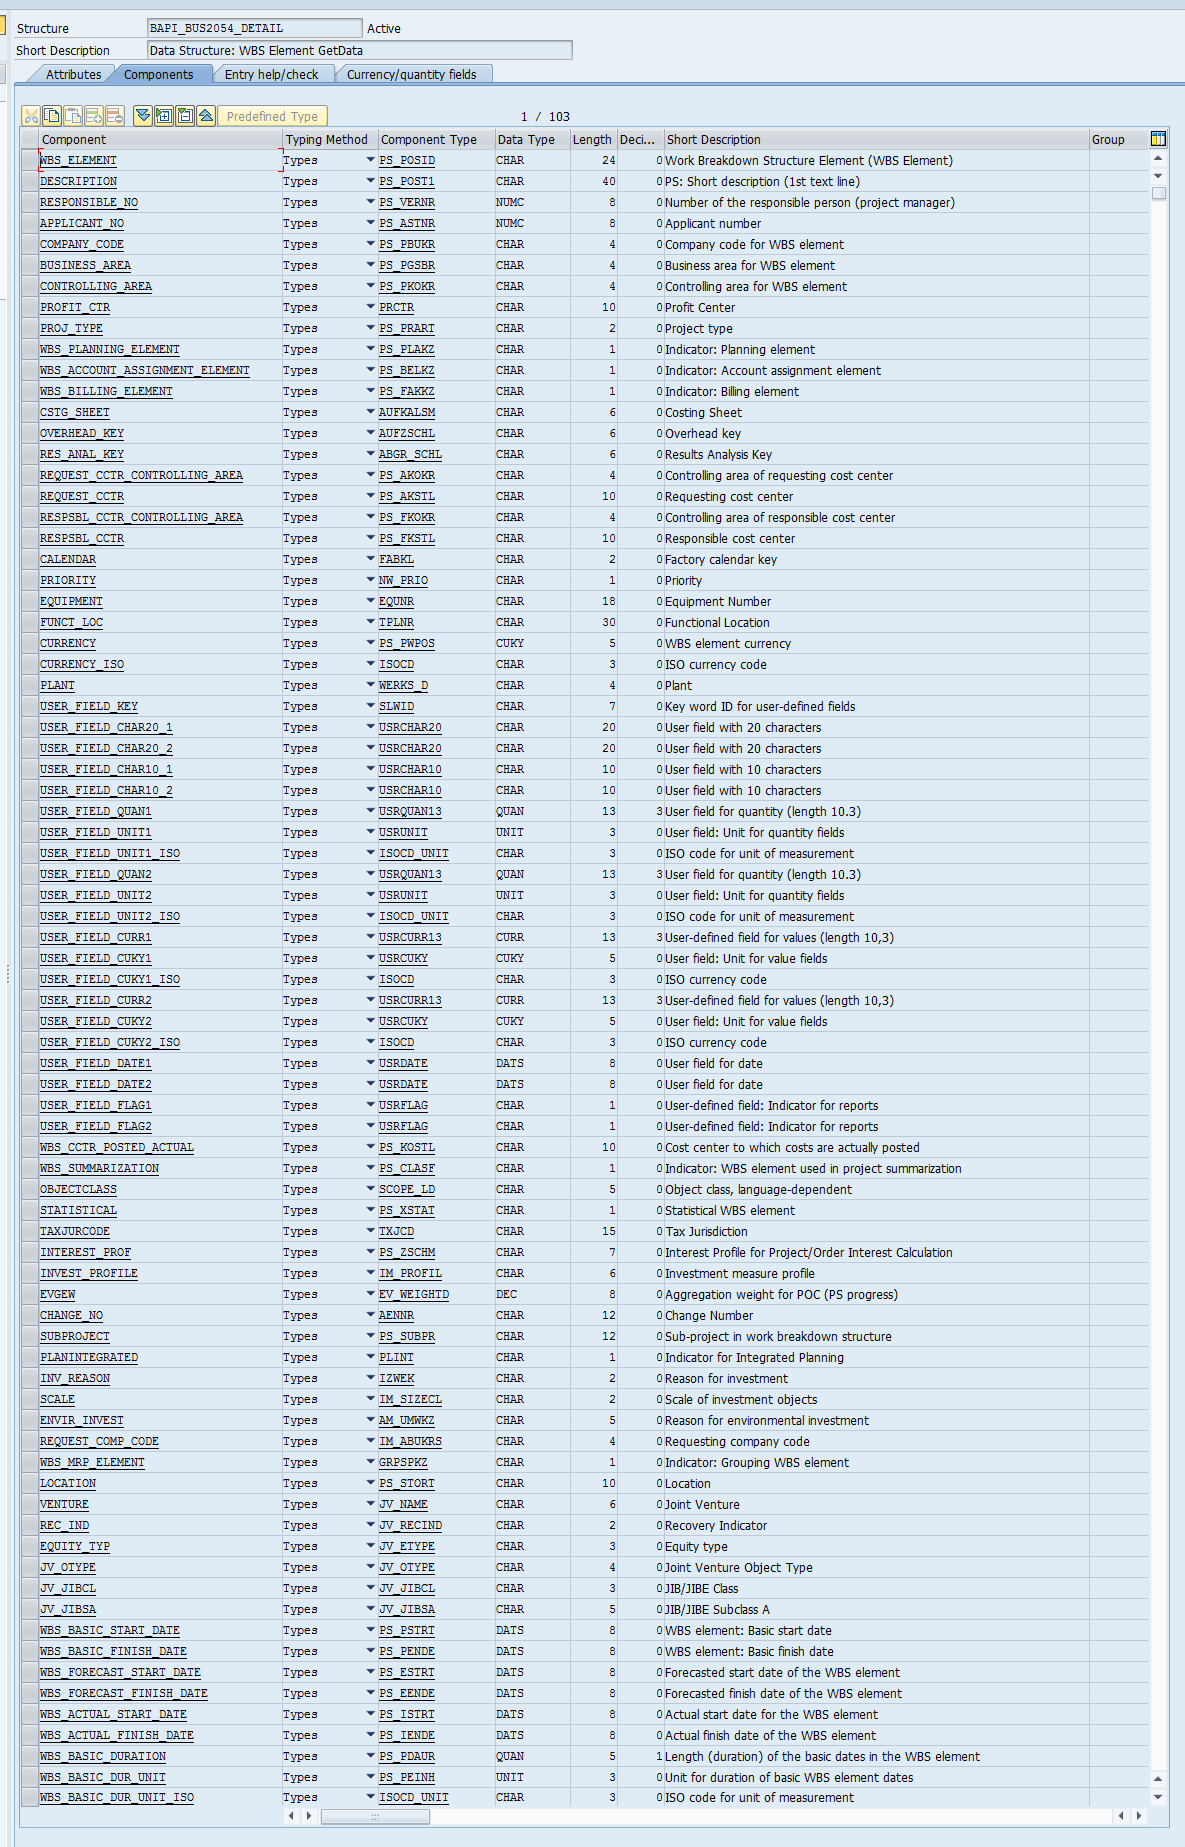 Structure BAPI_BUS2054_DETAIL Active
Short Description Data Structure: WBS Element GetData
Attributes Components Entry help/check Currency/quantity fields
Predefined Type 1 / 103
Component Typing Method Component Type Data Type Length Deci... Short Description Group
WBS_ELEMENT Types PS_POSID CHAR 24 0 Work Breakdown Structure Element (WBS Element)
DESCRIPTION Types PS_POST1 CHAR 40 0 PS: Short description (1st text line)
RESPONSIBLE_NO Types PS_VERNR NUMC 8 0 Number of the responsible person (project manager)
APPLICANT_NO Types PS_ASTNR NUMC 8 0 Applicant number
COMPANY_CODE Types PS_PBUKR CHAR 4 0 Company code for WBS element
BUSINESS_AREA Types PS_PGSBR CHAR 4 0 Business area for WBS element
CONTROLLING_AREA Types PS_PKOKR CHAR 4 0 Controlling area for WBS element
PROFIT_CTR Types PRCTR CHAR 10 0 Profit Center
PROJ_TYPE Types PS_PRART CHAR 2 0 Project type
WBS_PLANNING_ELEMENT Types PS_PLAKZ CHAR 1 0 Indicator: Planning element
WBS_ACCOUNT_ASSIGNMENT_ELEMENT Types PS_BELKZ CHAR 1 0 Indicator: Account assignment element
WBS_BILLING_ELEMENT Types PS_FAKKZ CHAR 1 0 Indicator: Billing element
CSTG_SHEET Types AUFKALSM CHAR 6 0 Costing Sheet
OVERHEAD_KEY Types AUFZSCHL CHAR 6 0 Overhead key
RES_ANAL_KEY Types ABGR_SCHL CHAR 6 0 Results Analysis Key
REQUEST_CCTR_CONTROLLING_AREA Types PS_AKOKR CHAR 4 0 Controlling area of requesting cost center
REQUEST_CCTR Types PS_AKSTL CHAR 10 0 Requesting cost center
RESPSBL_CCTR_CONTROLLING_AREA Types PS_FKOKR CHAR 4 0 Controlling area of responsible cost center
RESPSBL_CCTR Types PS_FKSTL CHAR 10 0 Responsible cost center
CALENDAR Types FABKL CHAR 2 0 Factory calendar key
PRIORITY Types NW_PRIO CHAR 1 0 Priority
EQUIPMENT Types EQUNR CHAR 18 0 Equipment Number
FUNCT_LOC Types TPLNR CHAR 30 0 Functional Location
CURRENCY Types PS_PWPOS CUKY 5 0 WBS element currency
CURRENCY_ISO Types ISOCD CHAR 3 0 ISO currency code
PLANT Types WERKS_D CHAR 4 0 Plant
USER_FIELD_KEY Types SLWID CHAR 7 0 Key word ID for user-defined fields
USER_FIELD_CHAR20_1 Types USRCHAR20 CHAR 20 0 User field with 20 characters
USER_FIELD_CHAR20_2 Types USRCHAR20 CHAR 20 0 User field with 20 characters
USER_FIELD_CHAR10_1 Types USRCHAR10 CHAR 10 0 User field with 10 characters
USER_FIELD_CHAR10_2 Types USRCHAR10 CHAR 10 0 User field with 10 characters
USER_FIELD_QUAN1 Types USRQUAN13 QUAN 13 3 User field for quantity (length 10.3)
USER_FIELD_UNIT1 Types USRUNIT UNIT 3 0 User field: Unit for quantity fields
USER_FIELD_UNIT1_ISO Types ISOCD_UNIT CHAR 3 0 ISO code for unit of measurement
USER_FIELD_QUAN2 Types USRQUAN13 QUAN 13 3 User field for quantity (length 10.3)
USER_FIELD_UNIT2 Types USRUNIT UNIT 3 0 User field: Unit for quantity fields
USER_FIELD_UNIT2_ISO Types ISOCD_UNIT CHAR 3 0 ISO code for unit of measurement
USER_FIELD_CURR1 Types USRCURR13 CURR 13 3 User-defined field for values (length 10,3)
USER_FIELD_CUKY1 Types USRCUKY CUKY 5 0 User field: Unit for value fields
USER_FIELD_CUKY1_ISO Types ISOCD CHAR 3 0 ISO currency code
USER_FIELD_CURR2 Types USRCURR13 CURR 13 3 User-defined field for values (length 10,3)
USER_FIELD_CUKY2 Types USRCUKY CUKY 5 0 User field: Unit for value fields
USER_FIELD_CUKY2_ISO Types ISOCD CHAR 3 0 ISO currency code
USER_FIELD_DATE1 Types USRDATE DATS 8 0 User field for date
USER_FIELD_DATE2 Types USRDATE DATS 8 0 User field for date
USER_FIELD_FLAG1 Types USRFLAG CHAR 1 0 User-defined field: Indicator for reports
USER_FIELD_FLAG2 Types USRFLAG CHAR 1 0 User-defined field: Indicator for reports
WBS_CCTR_POSTED_ACTUAL Types PS_KOSTL CHAR 10 0 Cost center to which costs are actually posted
WBS_SUMMARIZATION Types PS_CLASF CHAR 1 0 Indicator: WBS element used in project summarization
OBJECTCLASS Types SCOPE_LD CHAR 5 0 Object class, language-dependent
STATISTICAL Types PS_XSTAT CHAR 1 0 Statistical WBS element
TAXJURCODE Types TXJCD CHAR 15 0 Tax Jurisdiction
INTEREST_PROF Types PS_ZSCHM CHAR 7 0 Interest Profile for Project/Order Interest Calculation
INVEST_PROFILE Types IM_PROFIL CHAR 6 0 Investment measure profile
EVGEW Types EV_WEIGHTD DEC 8 0 Aggregation weight for POC (PS progress)
CHANGE_NO Types AENNR CHAR 12 0 Change Number
SUBPROJECT Types PS_SUBPR CHAR 12 0 Sub-project in work breakdown structure
PLANINTEGRATED Types PLINT CHAR 1 0 Indicator for Integrated Planning
INV_REASON Types IZWEK CHAR 2 0 Reason for investment
SCALE Types IM_SIZECL CHAR 2 0 Scale of investment objects
ENVIR_INVEST Types AM_UMWKZ CHAR 5 0 Reason for environmental investment
REQUEST_COMP_CODE Types IM_ABUKRS CHAR 4 0 Requesting company code
WBS_MRP_ELEMENT Types GRPSPKZ CHAR 1 0 Indicator: Grouping WBS element
LOCATION Types PS_STORT CHAR 10 0 Location
VENTURE Types JV_NAME CHAR 6 0 Joint Venture
REC_IND Types JV_RECIND CHAR 2 0 Recovery Indicator
EQUITY_TYP Types JV_ETYPE CHAR 3 0 Equity type
JV_OTYPE Types JV_OTYPE CHAR 4 0 Joint Venture Object Type
JV_JIBCL Types JV_JIBCL CHAR 3 0 JIB/JIBE Class
JV_JIBSA Types JV_JIBSA CHAR 5 0 JIB/JIBE Subclass A
WBS_BASIC_START_DATE Types PS_PSTRT DATS 8 0 WBS element: Basic start date
WBS_BASIC_FINISH_DATE Types PS_PENDE DATS 8 0 WBS element: Basic finish date
WBS_FORECAST_START_DATE Types PS_ESTRT DATS 8 0 Forecasted start date of the WBS element
WBS_FORECAST_FINISH_DATE Types PS_EENDE DATS 8 0 Forecasted finish date of the WBS element
WBS_ACTUAL_START_DATE Types PS_ISTRT DATS 8 0 Actual start date for the WBS element
WBS_ACTUAL_FINISH_DATE Types PS_IENDE DATS 8 0 Actual finish date of the WBS element
WBS_BASIC_DURATION Types PS_PDAUR QUAN 5 1 Length (duration) of the basic dates in the WBS element
WBS_BASIC_DUR_UNIT Types PS_PEINH UNIT 3 0 Unit for duration of basic WBS element dates
WBS_BASIC_DUR_UNIT_ISO Types ISOCD_UNIT CHAR 3 0 ISO code for unit of measurement